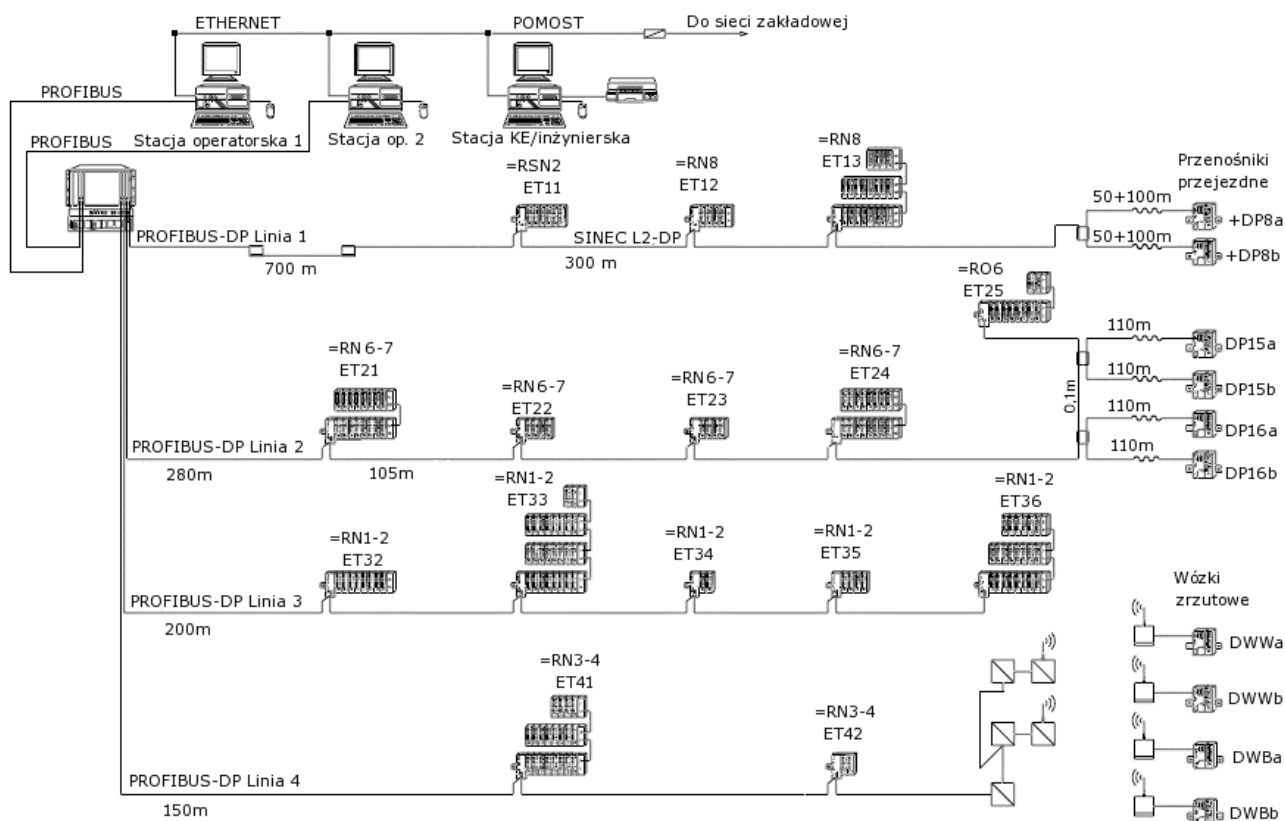 ETHERNET
POMOST
Do sieci zakładowej
PROFIBUS
PROFIBUS
Stacja operatorska 1
Stacja op. 2
Stacja KE/inżynierska
=RSN2
ET11
=RN8
ET12
=RN8
ET13
Przenośniki
przejezdne
50+100m
+DP8a
50+100m
+DP8b
PROFIBUS-DP Linia 1
700 m
SINEC L2-DP
300 m
=RO6
ET25
=RN 6-7
ET21
=RN 6-7
ET22
=RN 6-7
ET23
=RN6-7
ET24
0,1m
110m
DP15a
110m
DP15b
110m
DP16a
110m
DP16b
PROFIBUS-DP Linia 2
280m
105m
=RN1-2
ET32
=RN1-2
ET33
=RN1-2
ET34
=RN1-2
ET35
=RN1-2
ET36
PROFIBUS-DP Linia 3
200m
Wózki
zrzutowe
DWWa
DWWb
DWBa
DWBb
=RN3-4
ET41
=RN3-4
ET42
PROFIBUS-DP Linia 4
150m